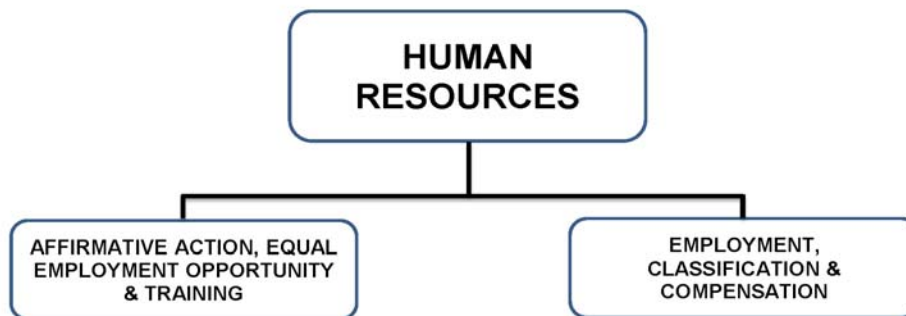 HUMAN
RESOURCES
AFFIRMATIVE ACTION, EQUAL
EMPLOYMENT OPPORTUNITY
& TRAINING
EMPLOYMENT,
CLASSIFICATION &
COMPENSATION